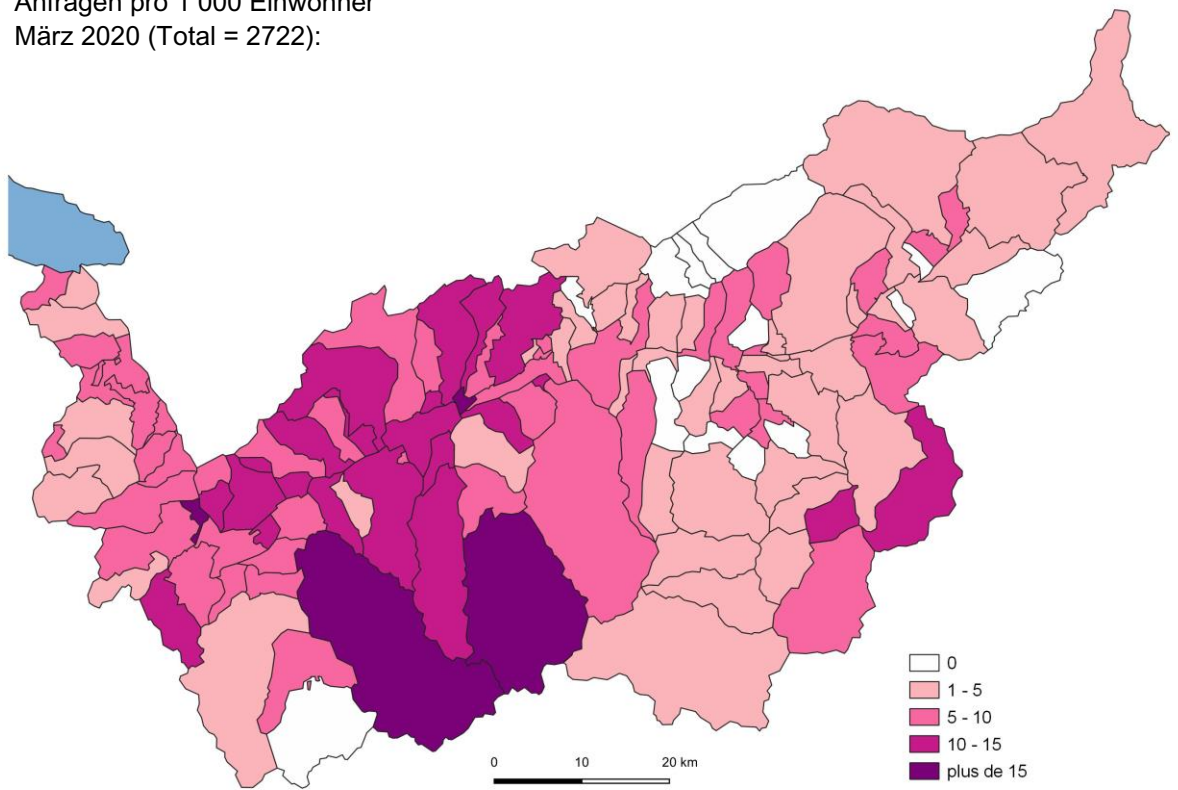 Anfragen pro 1 000 Einwohner
März 2020 (Total = 2722):
0
1 - 5
5 - 10
10 - 15
plus de 15
0 10 20 km